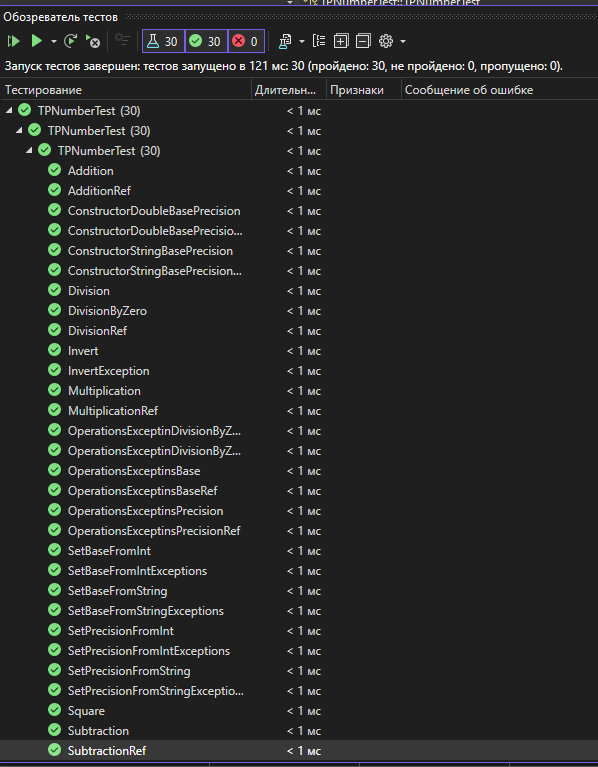 TPNumberTest::TPNumberTest
Обозреватель тестов
30 30 0
Запуск тестов завершен: тестов запущено в 121 мс: 30 (пройдено: 30, не пройдено: 0, пропущено: 0).
Тестирование Длительн... Признаки Сообщение об ошибке
TPNumberTest (30) < 1 мс
TPNumberTest (30) < 1 мс
TPNumberTest (30) < 1 мс
Addition < 1 мс
AdditionRef < 1 мс
ConstructorDoubleBasePrecision < 1 мс
ConstructorDoubleBasePrecisio... < 1 мс
ConstructorStringBasePrecision < 1 мс
ConstructorStringBasePrecision... < 1 мс
Division < 1 мс
DivisionByZero < 1 мс
DivisionRef < 1 мс
Invert < 1 мс
InvertException < 1 мс
Multiplication < 1 мс
MultiplicationRef < 1 мс
OperationsExceptinDivisionByZ... < 1 мс
OperationsExceptinDivisionByZ... < 1 мс
OperationsExceptinsBase < 1 мс
OperationsExceptinsBaseRef < 1 мс
OperationsExceptinsPrecision < 1 мс
OperationsExceptinsPrecisionRef < 1 мс
SetBaseFromInt < 1 мс
SetBaseFromIntExceptions < 1 мс
SetBaseFromString < 1 мс
SetBaseFromStringExceptions < 1 мс
SetPrecisionFromInt < 1 мс
SetPrecisionFromIntExceptions < 1 мс
SetPrecisionFromString < 1 мс
SetPrecisionFromStringExceptio... < 1 мс
Square < 1 мс
Subtraction < 1 мс
SubtractionRef < 1 мс